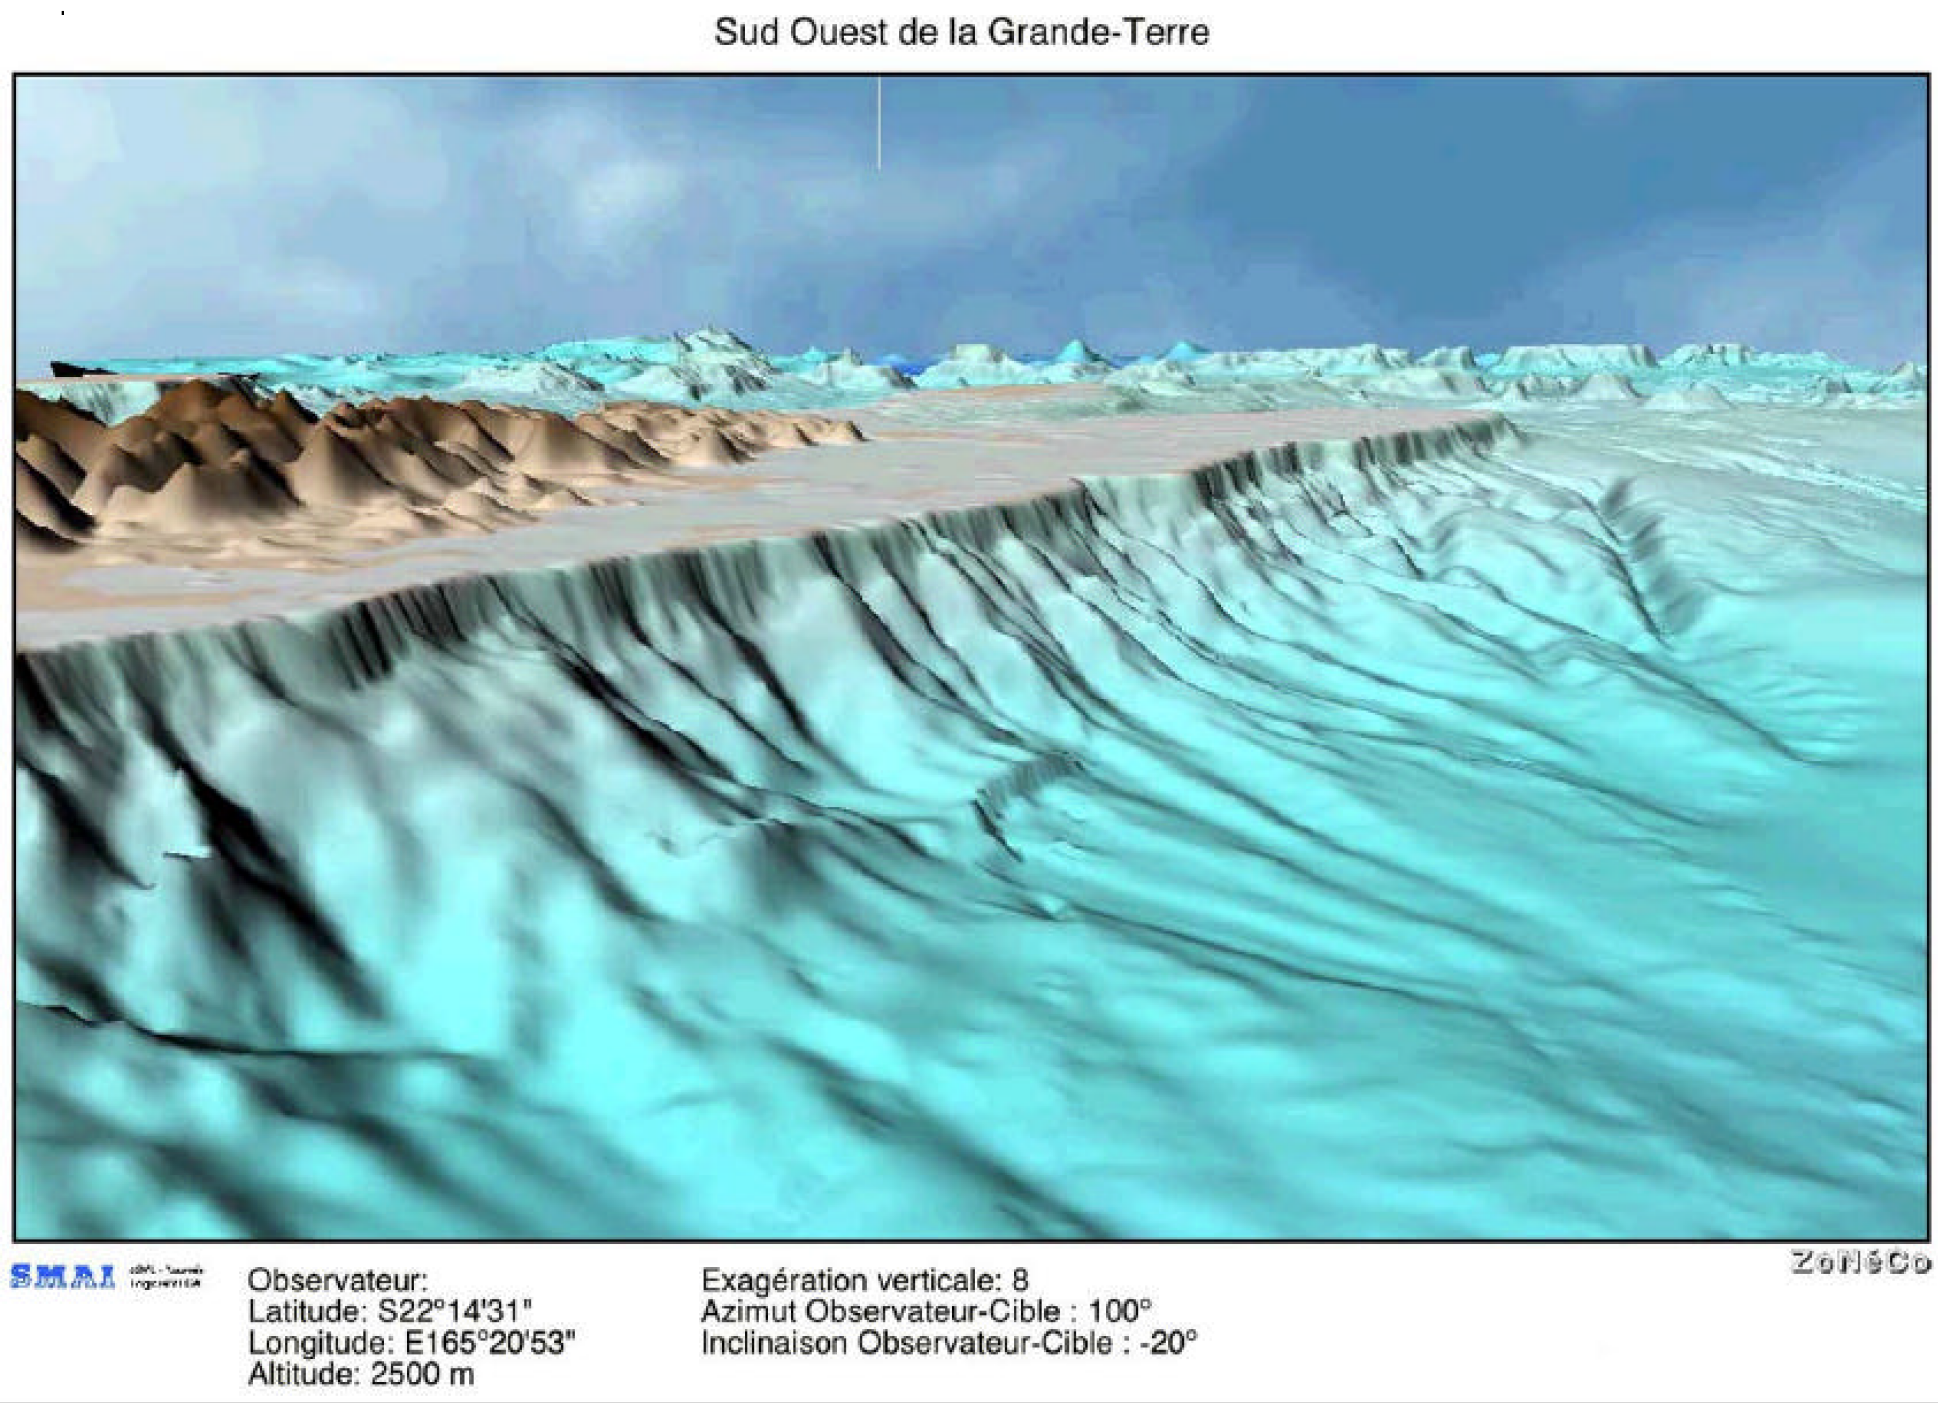 Sud Ouest de la Grande-Terre
SMAI
Observateur:
Latitude: S22°14'31"
Longitude: E165°20'53"
Altitude: 2500 m
Exagération verticale: 8
Azimut Observateur-Cible : 100°
Inclinaison Observateur-Cible : -20°
ZoNéCo